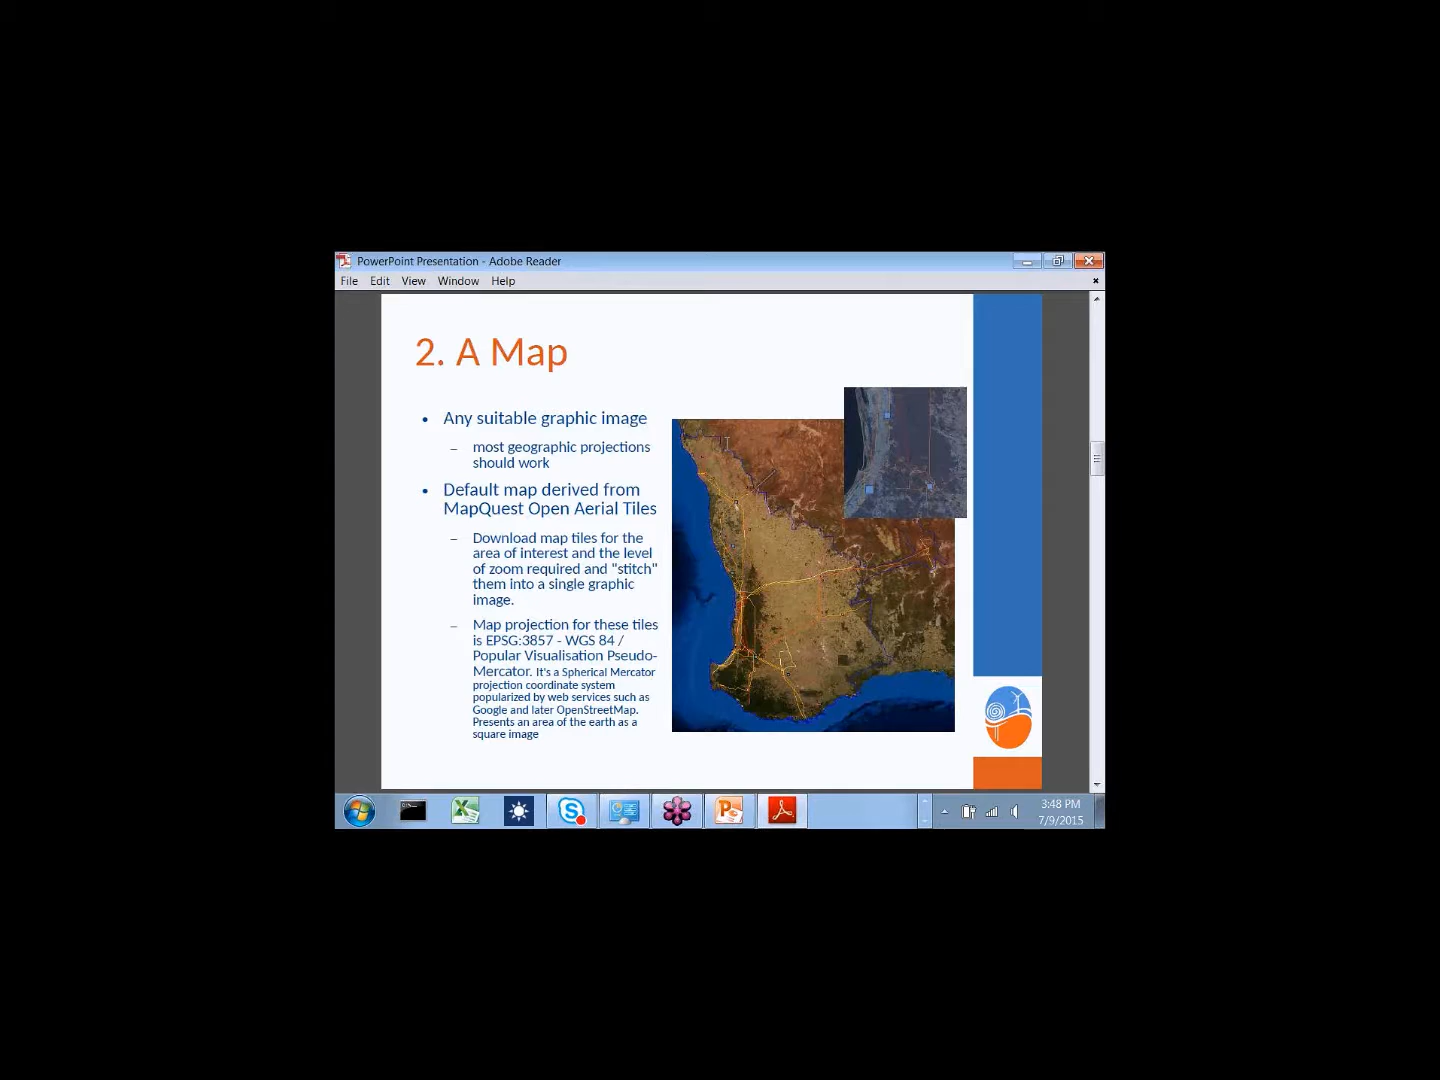 PowerPoint Presentation - Adobe Reader
File Edit View Window Help
2. A Map
• Any suitable graphic image
– most geographic projections
should work
• Default map derived from
MapQuest Open Aerial Tiles
– Download map tiles for the
area of interest and the level
of zoom required and "stitch"
them into a single graphic
image.
– Map projection for these tiles
is EPSG:3857 - WGS 84 /
Popular Visualisation Pseudo-
Mercator. It's a Spherical Mercator
projection coordinate system
popularized by web services such as
Google and later OpenStreetMap.
Presents an area of the earth as a
square image
3:48 PM
7/9/2015